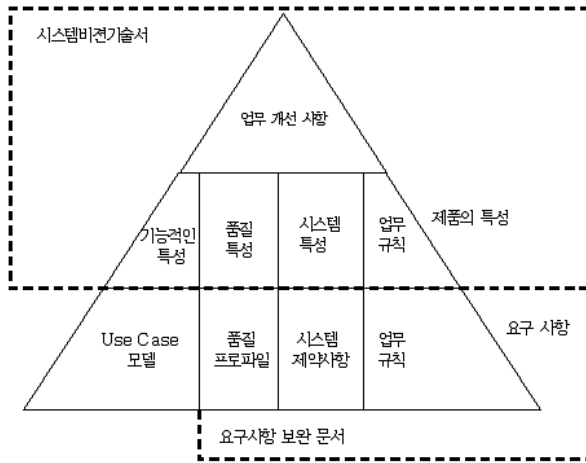 시스템비젼기술서
업무 개선 사항
기능적인
특성
품질
특성
시스템
특성
업무
규칙
제품의 특성
Use Case
모델
품질
프로파일
시스템
제약사항
업무
규칙
요구 사항
요구사항 보완 문서